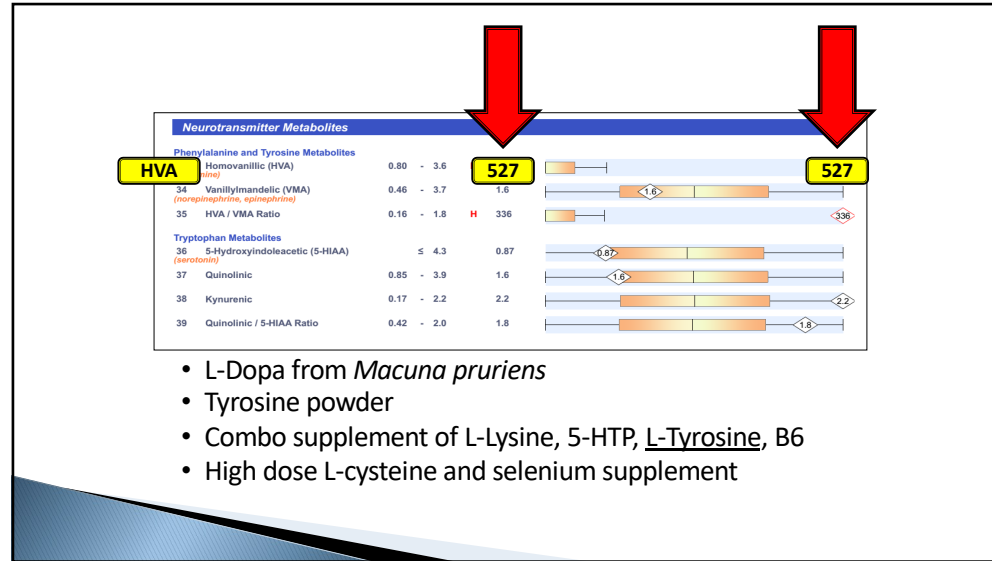 Neurotransmitter Metabolites
Phenylalanine and Tyrosine Metabolites
HVA Homovanillic (HVA) 0.80 - 3.6 527 527
mine)
34 Vanillylmandelic (VMA) 0.46 - 3.7 1.6 1.6
(norepinephrine, epinephrine)
35 HVA / VMA Ratio 0.16 - 1.8 H 336 336
Tryptophan Metabolites
36 5-Hydroxyindoleacetic (5-HIAA) ≤ 4.3 0.87 0.87
(serotonin)
37 Quinolinic 0.85 - 3.9 1.6 1.6
38 Kynurenic 0.17 - 2.2 2.2 2.2
39 Quinolinic / 5-HIAA Ratio 0.42 - 2.0 1.8 1.8
• L-Dopa from Macuna pruriens
• Tyrosine powder
• Combo supplement of L-Lysine, 5-HTP, L-Tyrosine, B6
• High dose L-cysteine and selenium supplement